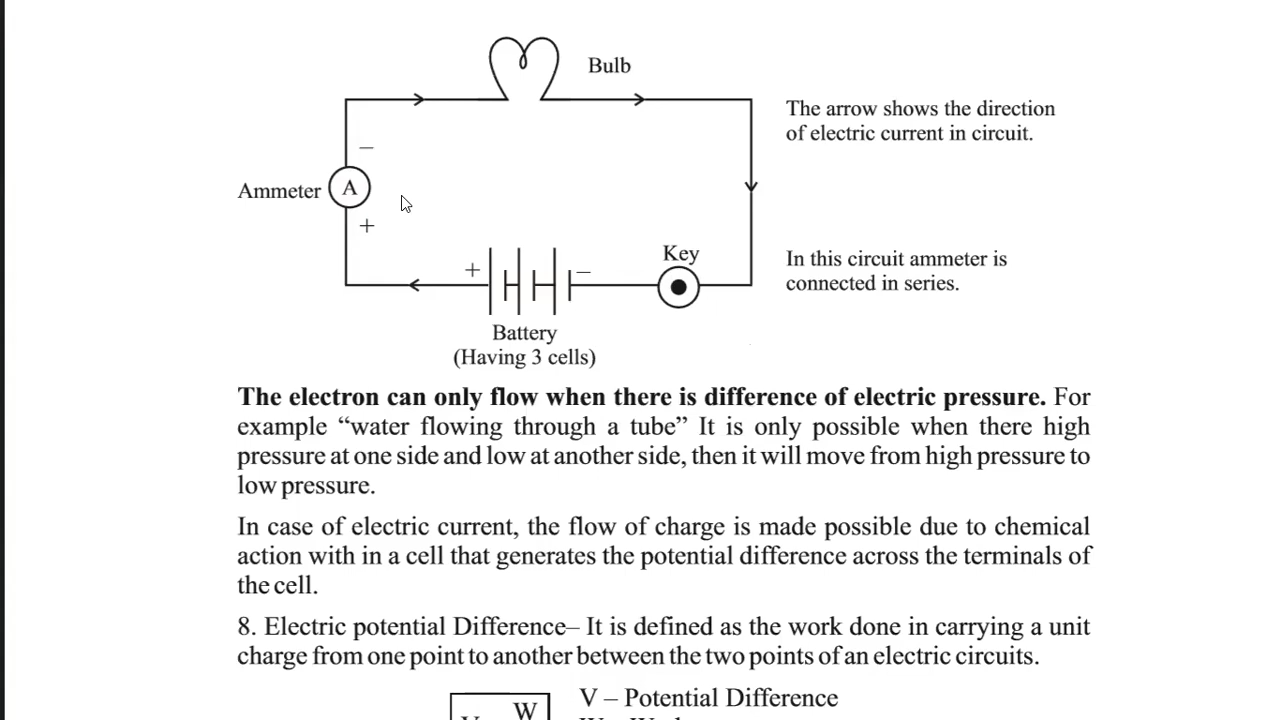 Bulb
The arrow shows the direction
of electric current in circuit.
−
Ammeter A
+
Key
In this circuit ammeter is
connected in series.
+ −
Battery
(Having 3 cells)
The electron can only flow when there is difference of electric pressure. For
example “water flowing through a tube” It is only possible when there high
pressure at one side and low at another side, then it will move from high pressure to
low pressure.
In case of electric current, the flow of charge is made possible due to chemical
action with in a cell that generates the potential difference across the terminals of
the cell.
8. Electric potential Difference– It is defined as the work done in carrying a unit
charge from one point to another between the two points of an electric circuits.
W
V – Potential Difference